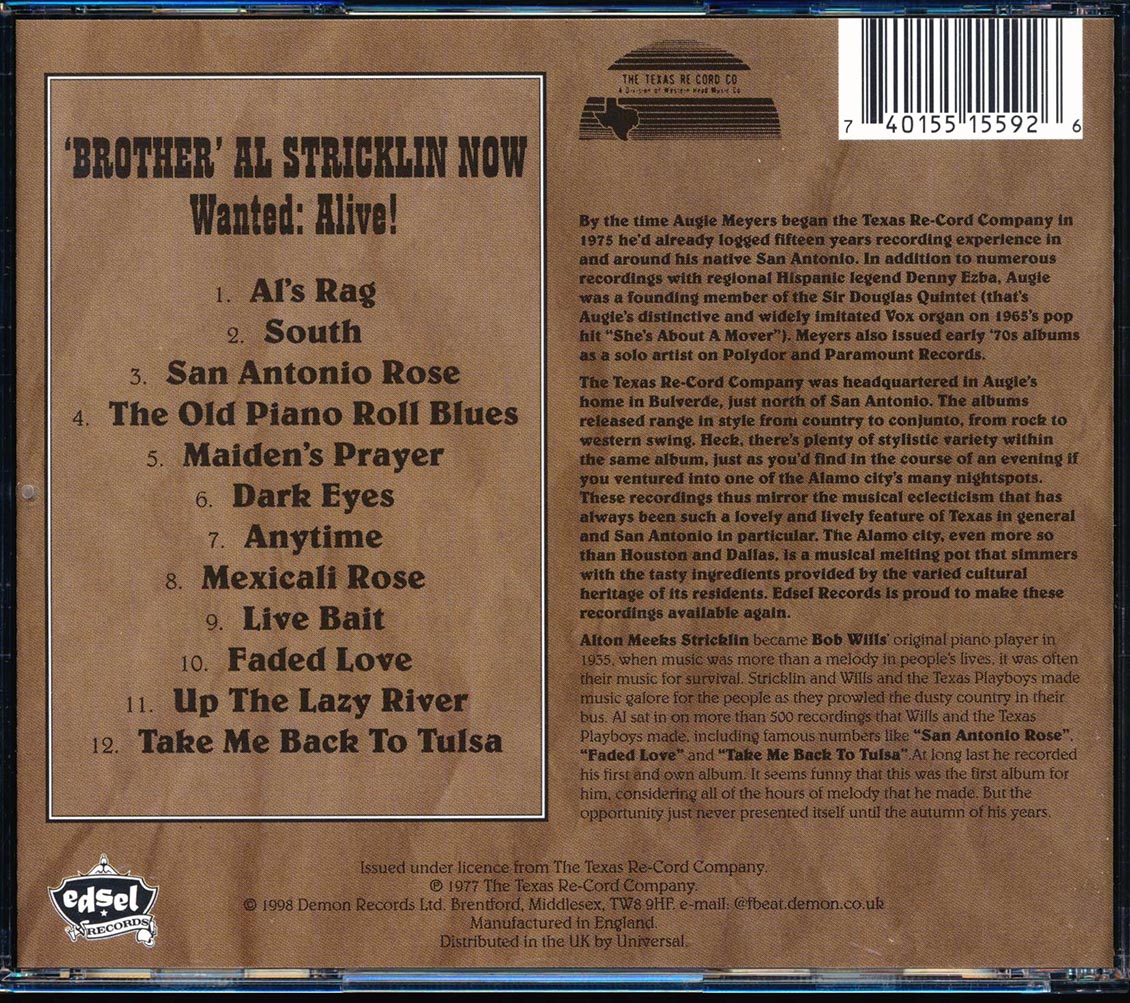 'BROTHER' AL STRICKLIN NOW
Wanted: Alive!
1. Al's Rag
2. South
3. San Antonio Rose
4. The Old Piano Roll Blues
5. Maiden's Prayer
6. Dark Eyes
7. Anytime
8. Mexicali Rose
9. Live Bait
10. Faded Love
11. Up The Lazy River
12. Take Me Back To Tulsa
THE TEXAS RE CORD CO
A Division of Western Head Music Co
7 40155 15592 6
By the time Augie Meyers began the Texas Re-Cord Company in
1975 he'd already logged fifteen years recording experience in
and around his native San Antonio. In addition to numerous
recordings with regional Hispanic legend Denny Ezba, Augie
was a founding member of the Sir Douglas Quintet (that's
Augie's distinctive and widely imitated Vox organ on 1965's pop
hit "She's About A Mover"). Meyers also issued early '70s albums
as a solo artist on Polydor and Paramount Records.
The Texas Re-Cord Company was headquartered in Augie's
home in Bulverde, just north of San Antonio. The albums
released range in style from country to conjunto, from rock to
western swing. Heck, there's plenty of stylistic variety within
the same album, just as you'd find in the course of an evening if
you ventured into one of the Alamo city's many nightspots.
These recordings thus mirror the musical eclecticism that has
always been such a lovely and lively feature of Texas in general
and San Antonio in particular. The Alamo city, even more so
than Houston and Dallas, is a musical melting pot that simmers
with the tasty ingredients provided by the varied cultural
heritage of its residents. Edsel Records is proud to make these
recordings available again.
Alton Meeks Stricklin became Bob Wills' original piano player in
1935, when music was more than a melody in people's lives, it was often
their music for survival. Stricklin and Wills and the Texas Playboys made
music galore for the people as they prowled the dusty country in their
bus. Al sat in on more than 500 recordings that Wills and the Texas
Playboys made, including famous numbers like "San Antonio Rose",
"Faded Love" and "Take Me Back To Tulsa". At long last he recorded
his first and own album. It seems funny that this was the first album for
him, considering all of the hours of melody that he made. But the
opportunity just never presented itself until the autumn of his years.
edsel
RECORDS
Issued under licence from The Texas Re-Cord Company.
℗ 1977 The Texas Re-Cord Company.
© 1998 Demon Records Ltd. Brentford, Middlesex, TW8 9HF. e-mail: @fbeat.demon.co.uk
Manufactured in England.
Distributed in the UK by Universal.